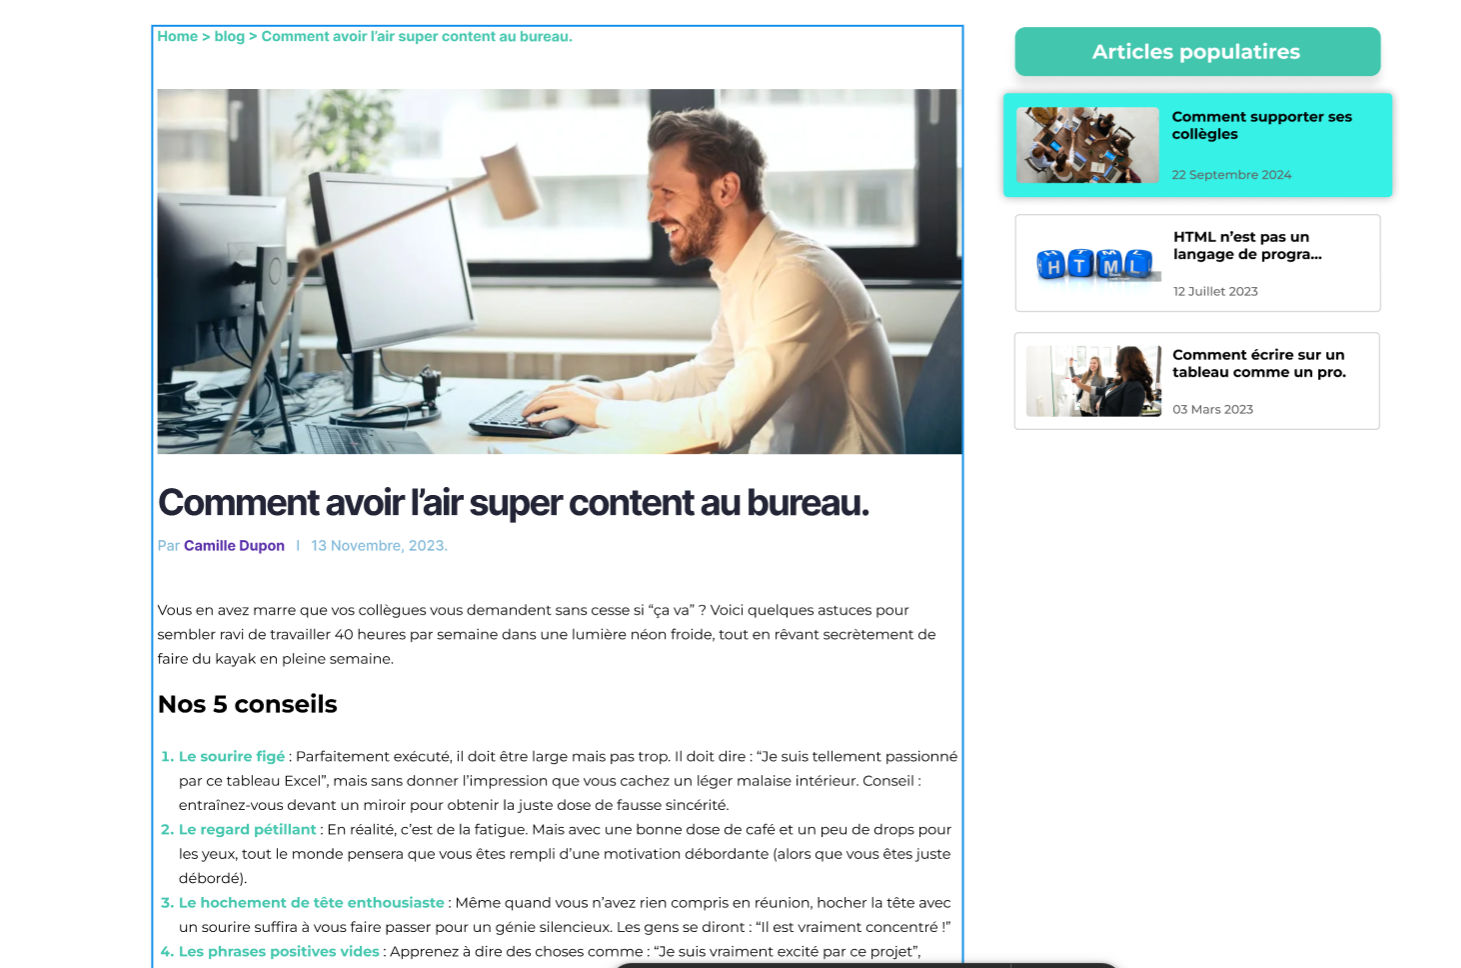 Home > blog > Comment avoir l’air super content au bureau.
Comment avoir l’air super content au bureau.
Par Camille Dupon | 13 Novembre, 2023.
Vous en avez marre que vos collègues vous demandent sans cesse si “ça va” ? Voici quelques astuces pour
sembler ravi de travailler 40 heures par semaine dans une lumière néon froide, tout en rêvant secrètement de
faire du kayak en pleine semaine.
Nos 5 conseils
1. Le sourire figé : Parfaitement exécuté, il doit être large mais pas trop. Il doit dire : “Je suis tellement passionné
par ce tableau Excel”, mais sans donner l’impression que vous cachez un léger malaise intérieur. Conseil :
entraînez-vous devant un miroir pour obtenir la juste dose de fausse sincérité.
2. Le regard pétillant : En réalité, c’est de la fatigue. Mais avec une bonne dose de café et un peu de drops pour
les yeux, tout le monde pensera que vous êtes rempli d’une motivation débordante (alors que vous êtes juste
débordé).
3. Le hochement de tête enthousiaste : Même quand vous n’avez rien compris en réunion, hocher la tête avec
un sourire suffira à vous faire passer pour un génie silencieux. Les gens se diront : “Il est vraiment concentré !”
4. Les phrases positives vides : Apprenez à dire des choses comme : “Je suis vraiment excité par ce projet”,
Articles populatires
Comment supporter ses
collègles
22 Septembre 2024
HTML
HTML n’est pas un
langage de progra...
12 Juillet 2023
Comment écrire sur un
tableau comme un pro.
03 Mars 2023